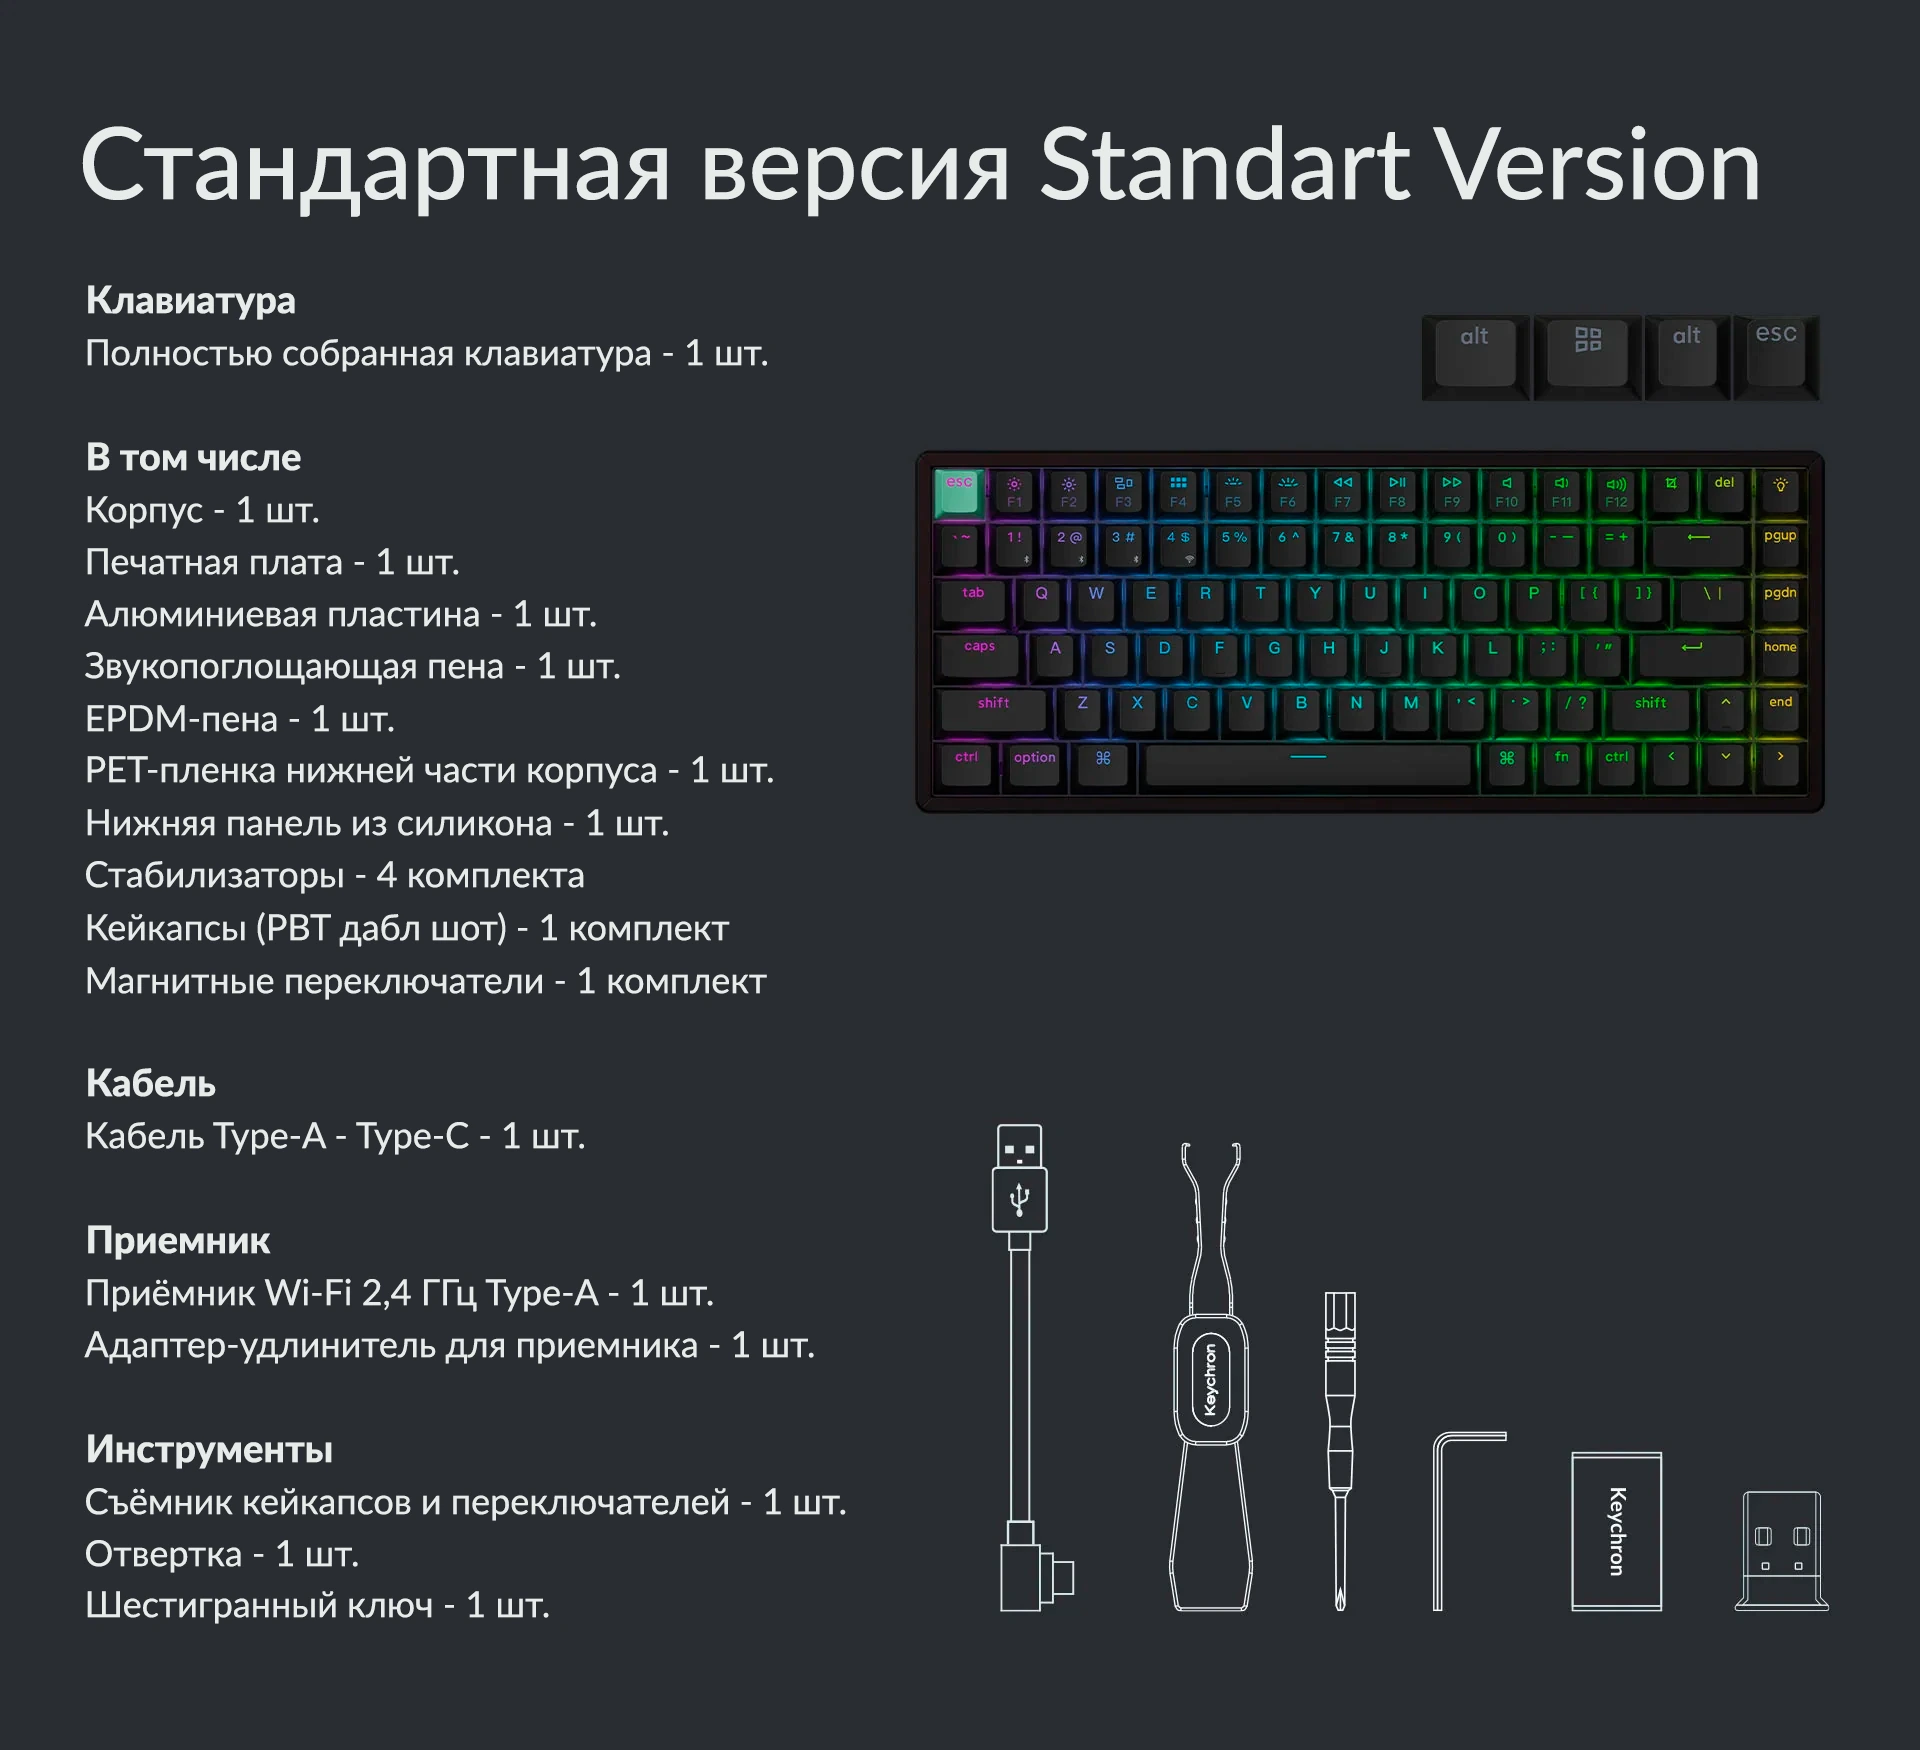 Стандартная версия Standart Version
Клавиатура
Полностью собранная клавиатура - 1 шт.
В том числе
Корпус - 1 шт.
Печатная плата - 1 шт.
Алюминиевая пластина - 1 шт.
Звукопоглощающая пена - 1 шт.
EPDM-пена - 1 шт.
PET-пленка нижней части корпуса - 1 шт.
Нижняя панель из силикона - 1 шт.
Стабилизаторы - 4 комплекта
Кейкапсы (PBT дабл шот) - 1 комплект
Магнитные переключатели - 1 комплект
Кабель
Кабель Type-A - Type-C - 1 шт.
Приемник
Приёмник Wi-Fi 2,4 ГГц Type-A - 1 шт.
Адаптер-удлинитель для приемника - 1 шт.
Инструменты
Съёмник кейкапсов и переключателей - 1 шт.
Отвертка - 1 шт.
Шестигранный ключ - 1 шт.
alt alt esc
esc F1 F2 F3 F4 F5 F6 F7 F8 F9 F10 F11 F12 del
` ~ 1 ! 2 @ 3 # 4 $ 5 % 6 ^ 7 & 8 * 9 ( 0 ) - — = + pgup
tab Q W E R T Y U I O P [ { ] } \ | pgdn
caps A S D F G H J K L ; : ' " home
shift Z X C V B N M , < . > / ? shift end
ctrl option ⌘ ⌘ fn ctrl
Keychron
Keychron